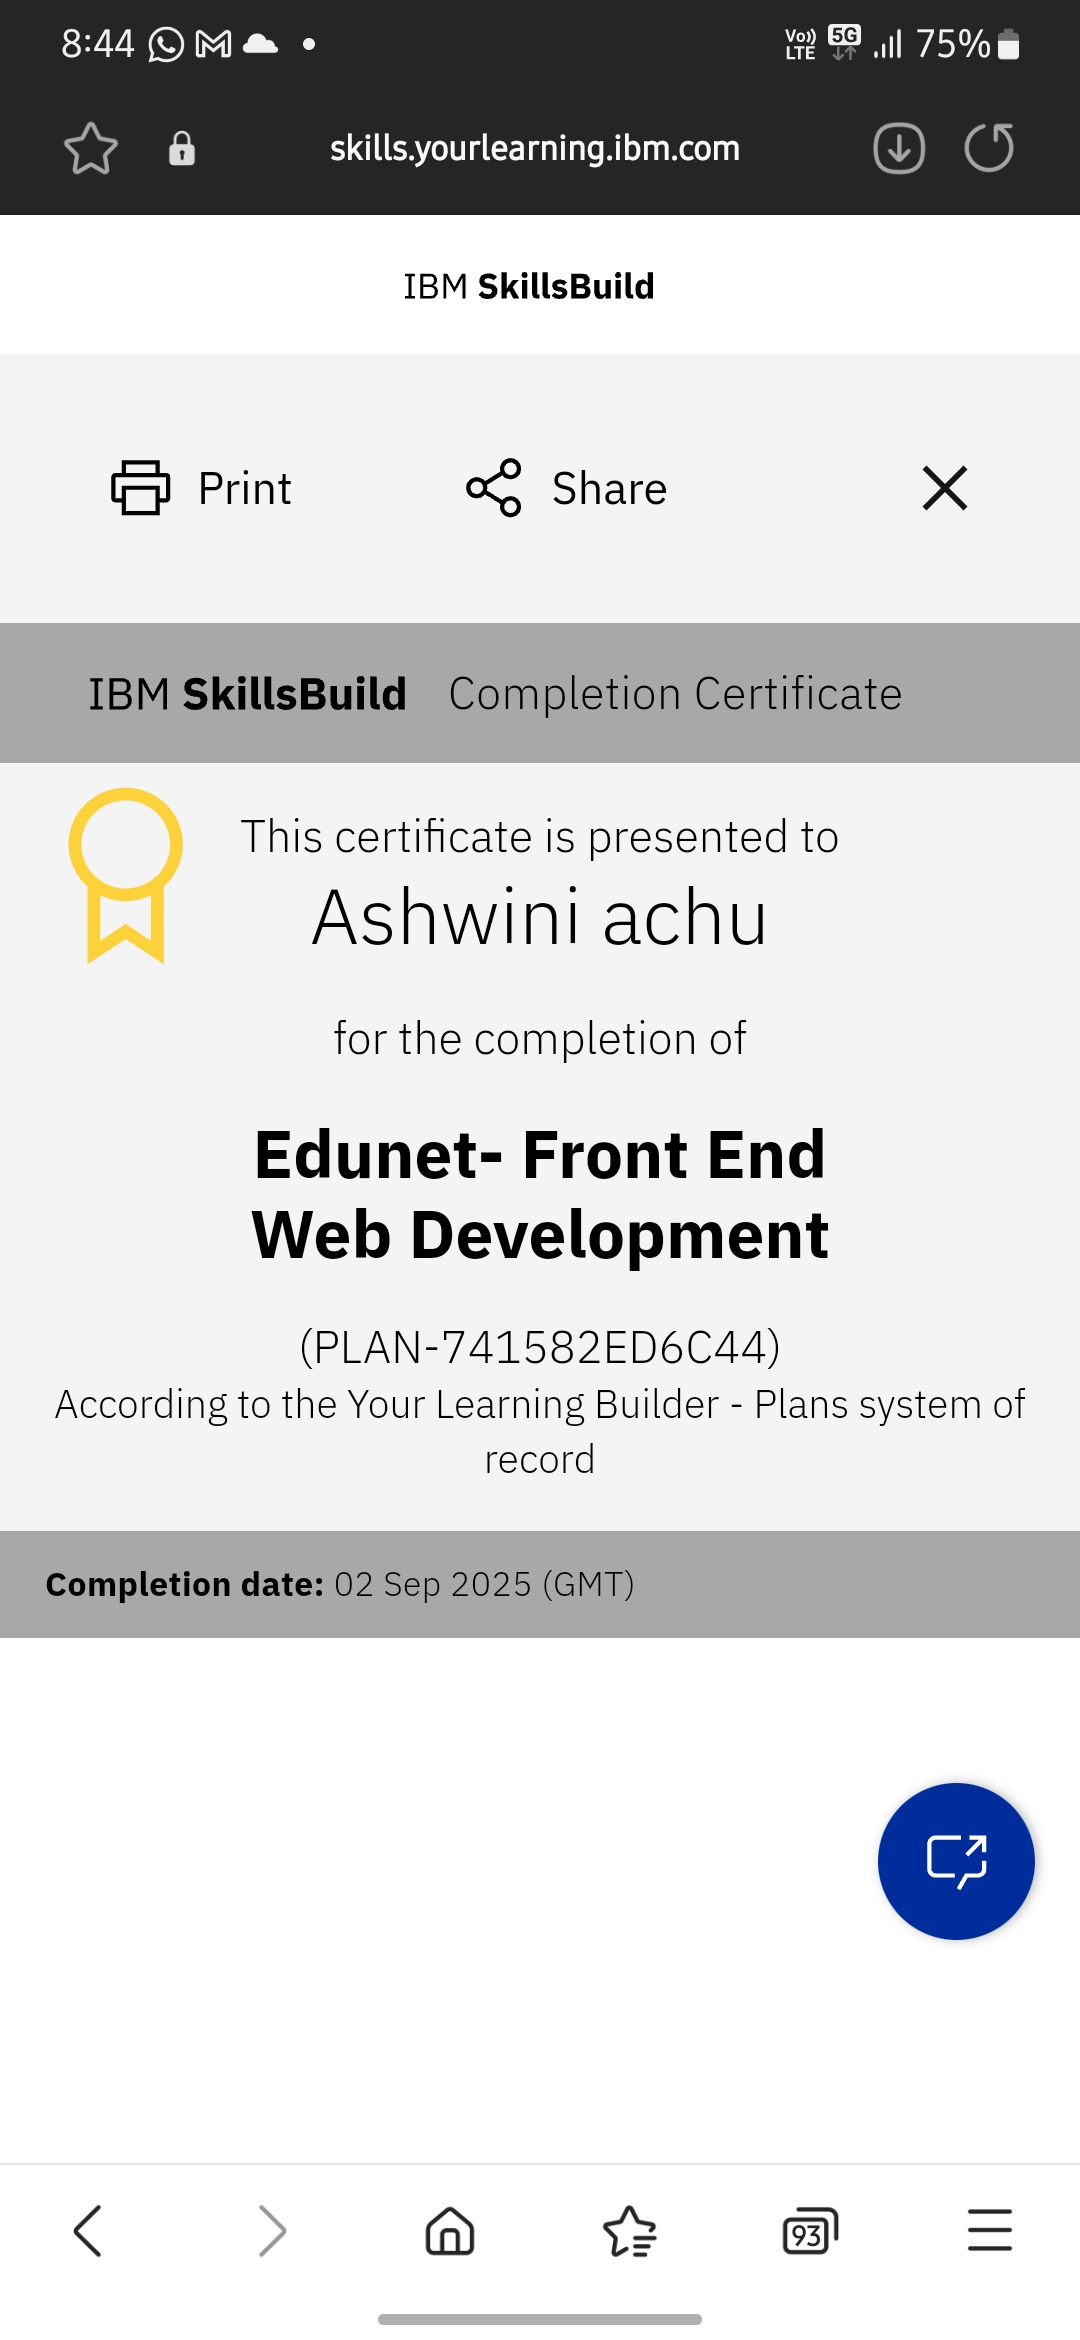 8:44
Vo)) LTE 5G 75%
skills.yourlearning.ibm.com
IBM SkillsBuild
Print Share
IBM SkillsBuild Completion Certificate
This certificate is presented to
Ashwini achu
for the completion of
Edunet- Front End
Web Development
(PLAN-741582ED6C44)
According to the Your Learning Builder - Plans system of
record
Completion date: 02 Sep 2025 (GMT)
93